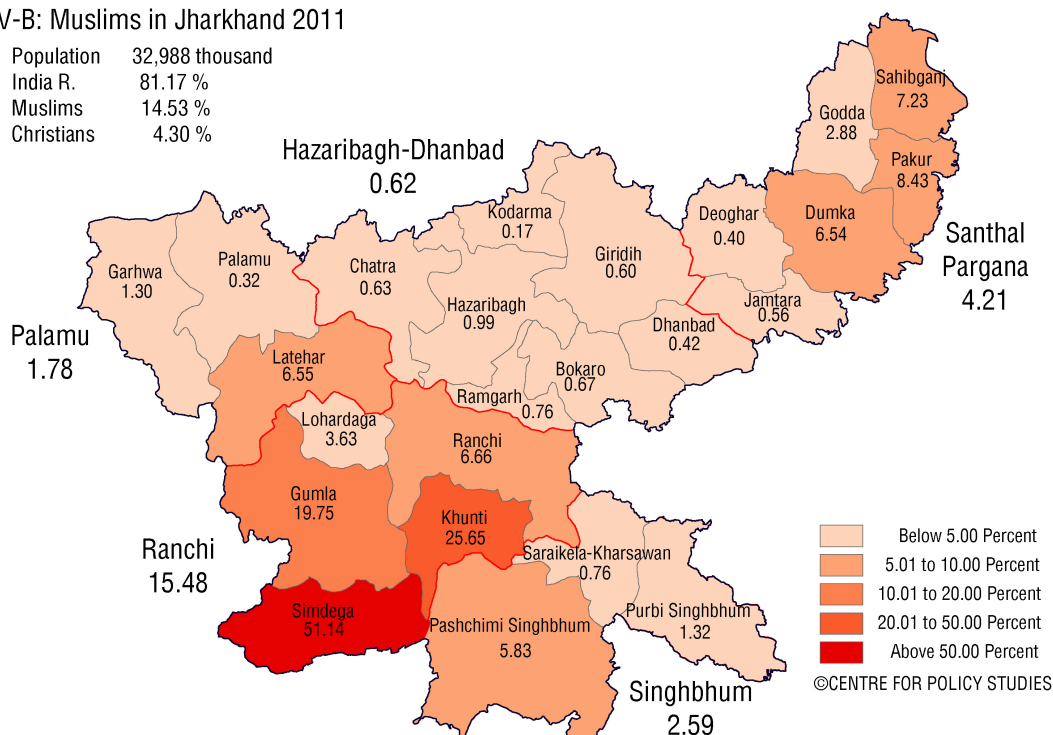 V-B: Muslims in Jharkhand 2011
Population 32,988 thousand
India R. 81.17 %
Muslims 14.53 %
Christians 4.30 %
Hazaribagh-Dhanbad
0.62
Sahibganj
7.23
Godda
2.88
Pakur
8.43
Kodarma
0.17
Deoghar
0.40
Dumka
6.54
Santhal
Pargana
4.21
Garhwa
1.30
Palamu
0.32
Chatra
0.63
Giridih
0.60
Hazaribagh
0.99
Jamtara
0.56
Dhanbad
0.42
Palamu
1.78
Latehar
6.55
Bokaro
0.67
Ramgarh
0.76
Lohardaga
3.63
Ranchi
6.66
Gumla
19.75
Khunti
25.65
Ranchi
15.48
Saraikela-Kharsawan
0.76
Simdega
51.14
Pashchimi Singhbhum
5.83
Purbi Singhbhum
1.32
Singhbhum
2.59
Below 5.00 Percent
5.01 to 10.00 Percent
10.01 to 20.00 Percent
20.01 to 50.00 Percent
Above 50.00 Percent
©CENTRE FOR POLICY STUDIES